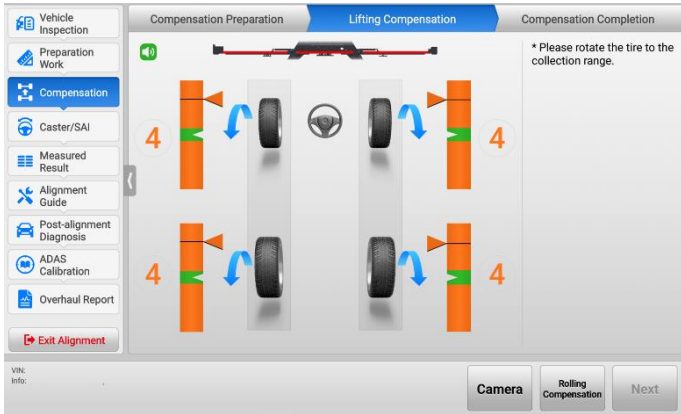 Vehicle
Inspection
Preparation
Work
Compensation
Caster/SAI
Measured
Result
Alignment
Guide
Post-alignment
Diagnosis
ADAS
Calibration
Overhaul Report
Exit Alignment
Compensation Preparation
Lifting Compensation
Compensation Completion
* Please rotate the tire to the
collection range.
4
4
4
4
VIN:
Info:
Camera
Rolling
Compensation
Next